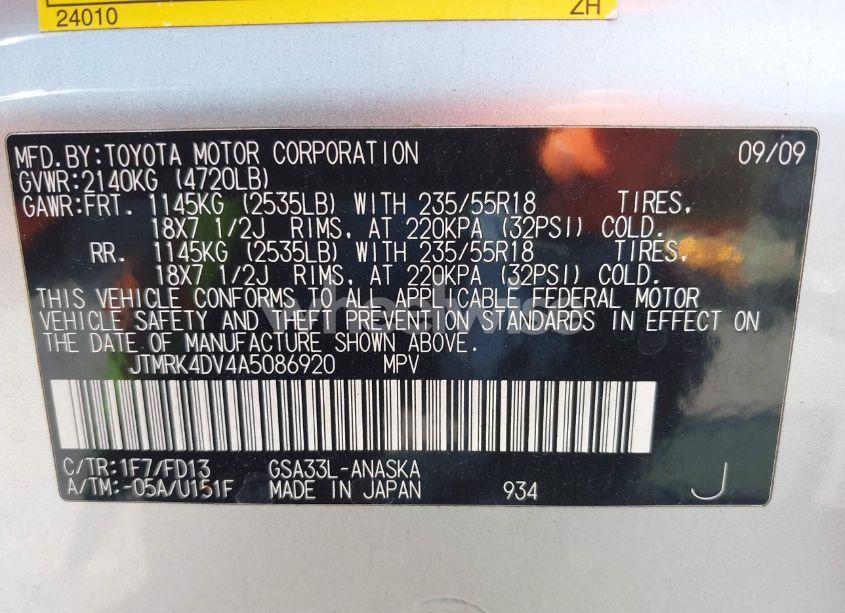 24010 ZH
MFD.BY:TOYOTA MOTOR CORPORATION 09/09
GVWR:2140KG (4720LB)
GAWR:FRT. 1145KG (2535LB) WITH 235/55R18 TIRES,
18X7 1/2J RIMS, AT 220KPA (32PSI) COLD.
RR. 1145KG (2535LB) WITH 235/55R18 TIRES,
18X7 1/2J RIMS, AT 220KPA (32PSI) COLD.
THIS VEHICLE CONFORMS TO ALL APPLICABLE FEDERAL MOTOR
VEHICLE SAFETY AND THEFT PREVENTION STANDARDS IN EFFECT ON
THE DATE OF MANUFACTURE SHOWN ABOVE.
JTMRK4DV4A5086920 MPV
C/TR:1F7/FD13 GSA33L-ANASKA
A/TM:-05A/U151F MADE IN JAPAN 934 J